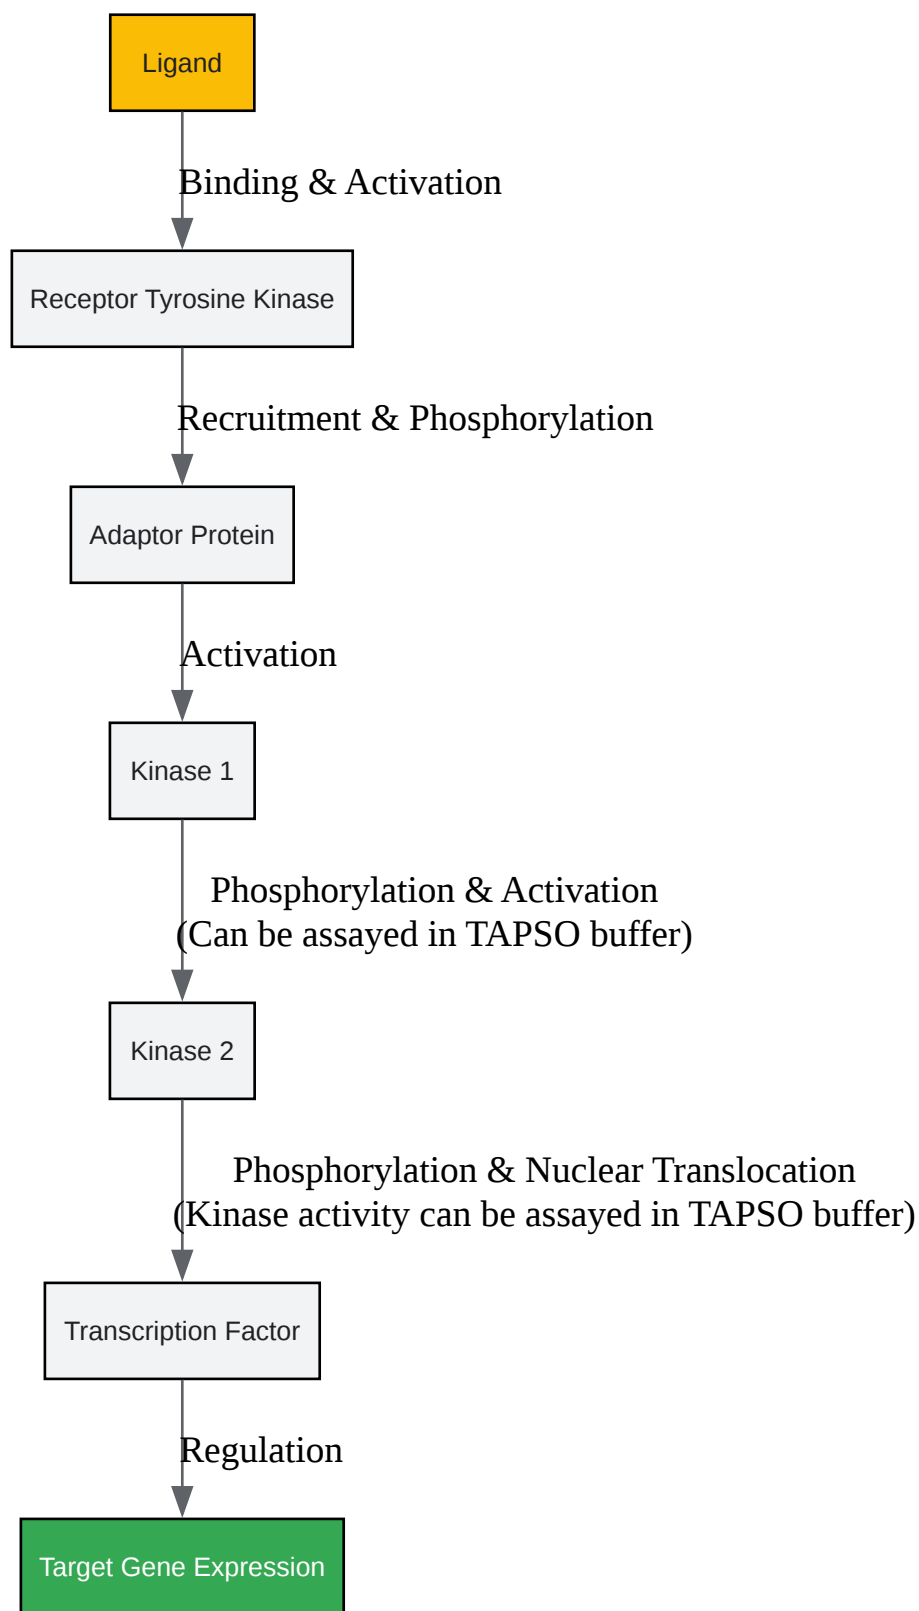 Ligand
Binding & Activation
Receptor Tyrosine Kinase
Recruitment & Phosphorylation
Adaptor Protein
Activation
Kinase 1
Phosphorylation & Activation
(Can be assayed in TAPSO buffer)
Kinase 2
Phosphorylation & Nuclear Translocation
(Kinase activity can be assayed in TAPSO buffer)
Transcription Factor
Regulation
Target Gene Expression